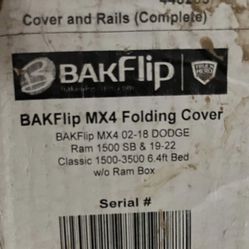 Cover and Rails (Complete)
BAKFlip
BAKFlip MX4 Folding Cover
BAKFlip MX4 02-18 DODGE
Ram 1500 SB & 19-22
Classic 1500-3500 6.4ft Bed
w/o Ram Box
Serial #